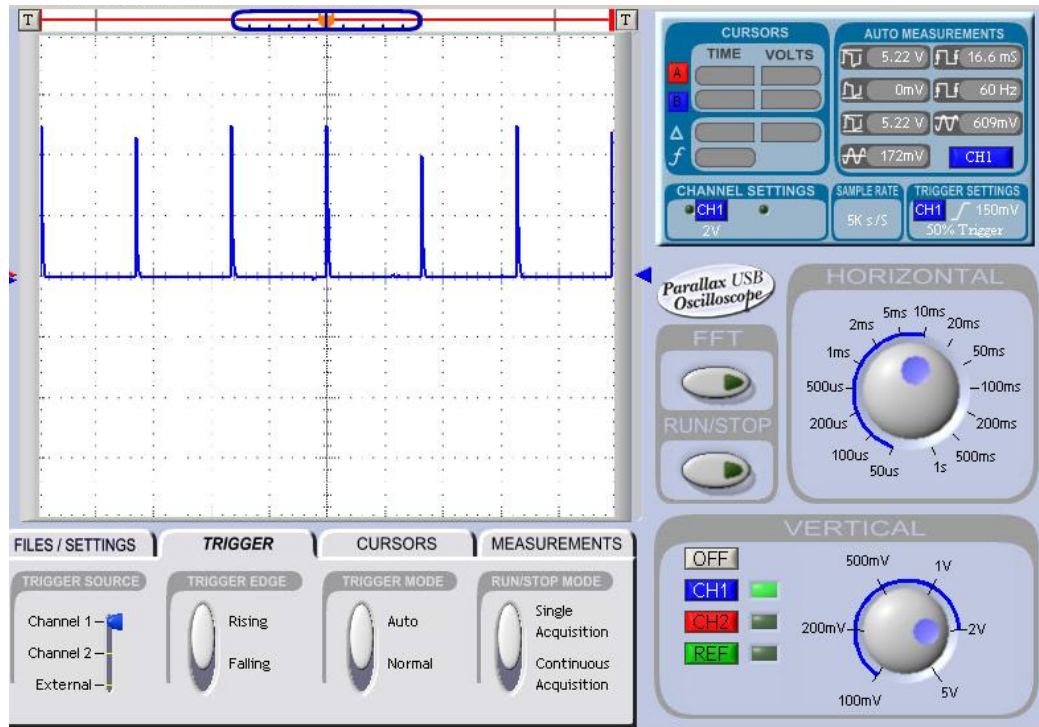 T T
CURSORS
TIME VOLTS
A
B
Δ
f
AUTO MEASUREMENTS
5.22 V 16.6 mS
0mV 60 Hz
5.22 V 609mV
172mV CH1
CHANNEL SETTINGS
CH1
2V
SAMPLE RATE
5K s/S
TRIGGER SETTINGS
CH1 150mV
50% Trigger
Parallax USB
Oscilloscope
FFT
RUN/STOP
HORIZONTAL
5ms 10ms
2ms 20ms
1ms 50ms
500us 100ms
200us 200ms
100us 500ms
50us 1s
FILES / SETTINGS TRIGGER CURSORS MEASUREMENTS
TRIGGER SOURCE
Channel 1
Channel 2
External
TRIGGER EDGE
Rising
Falling
TRIGGER MODE
Auto
Normal
RUN/STOP MODE
Single
Acquisition
Continuous
Acquisition
VERTICAL
OFF
CH1
CH2
REF
500mV 1V
200mV 2V
100mV 5V